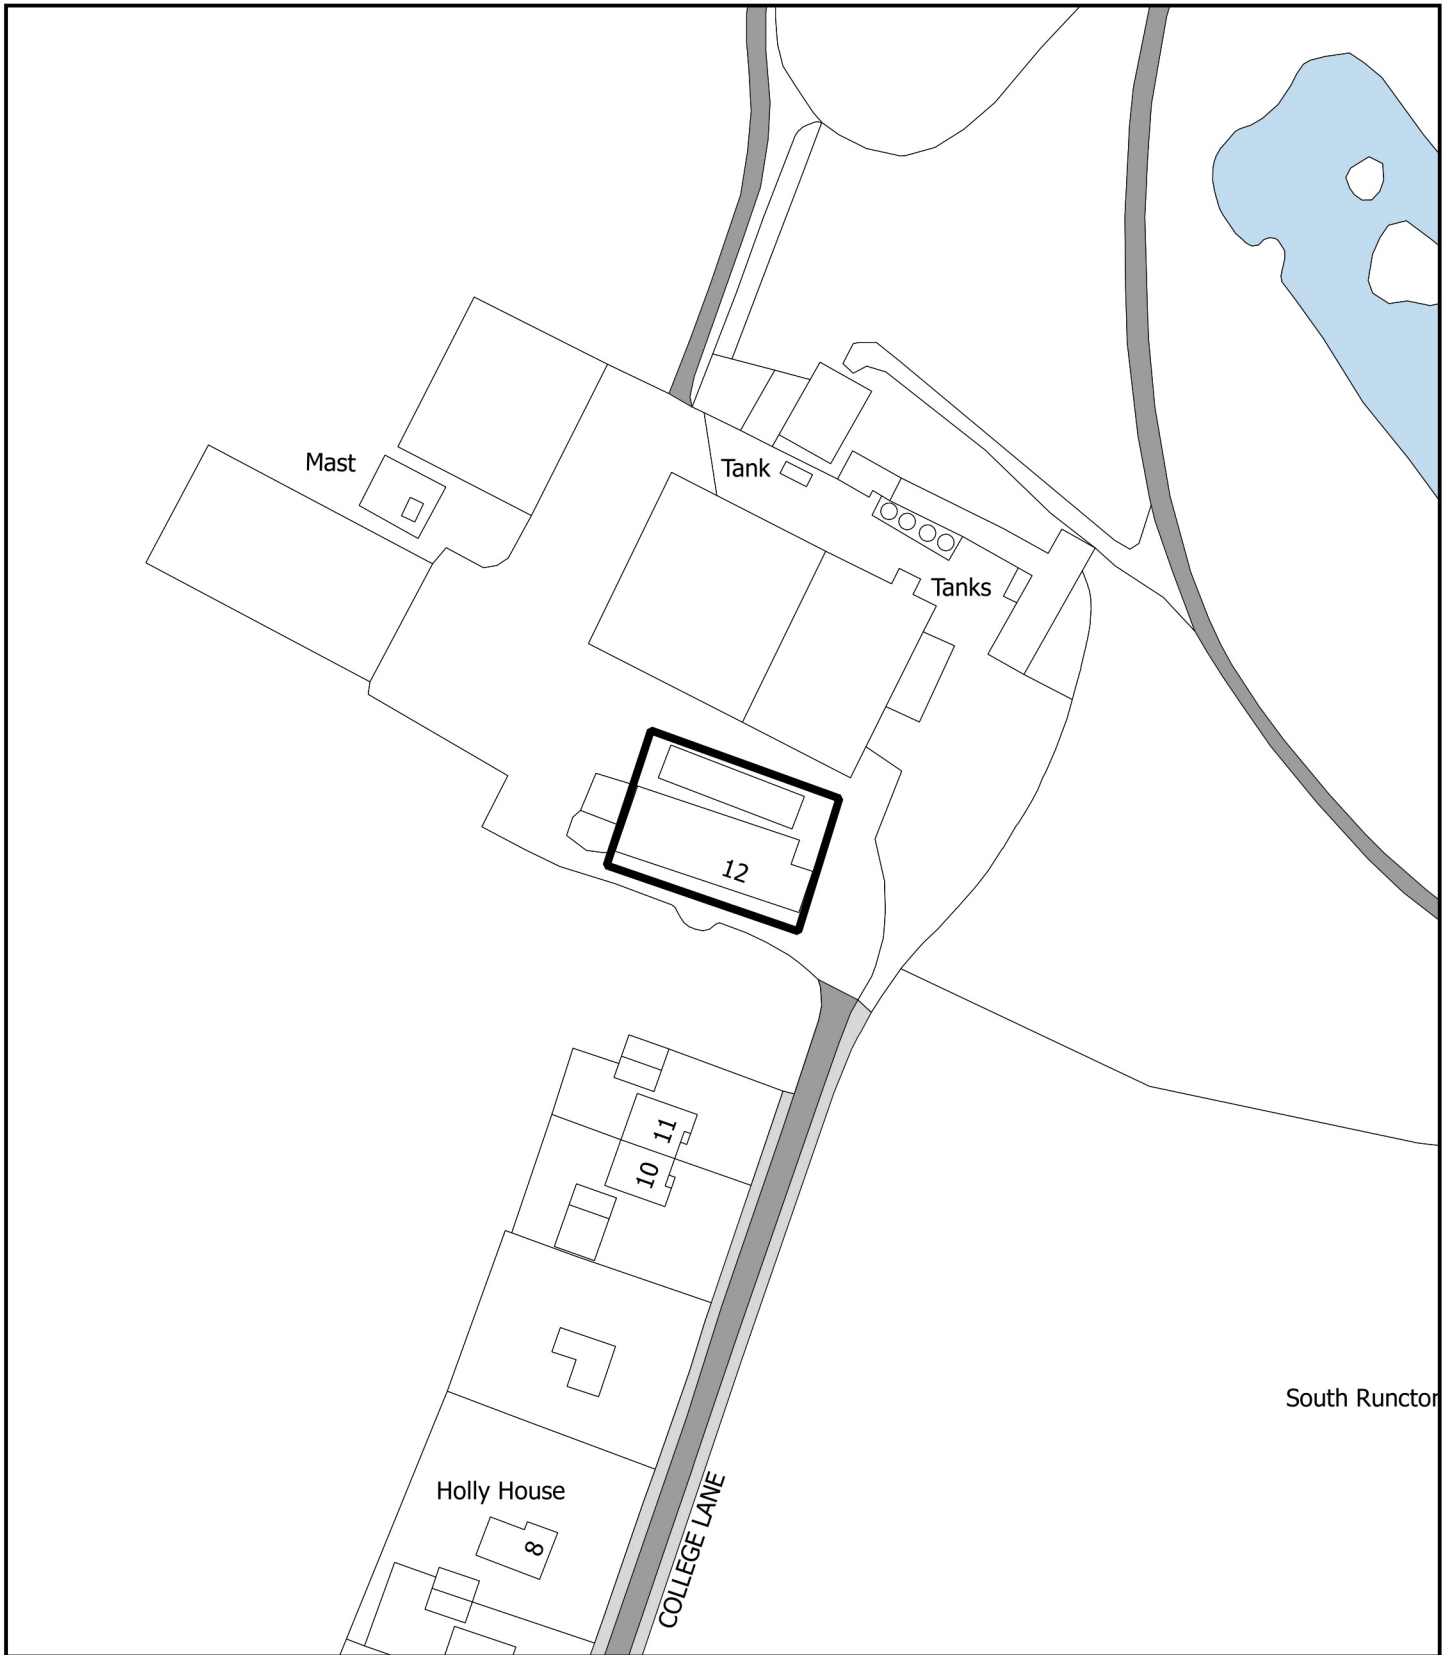 Mast
Tank
Tanks
12
11
10
South Runcton
Holly House
8
COLLEGE LANE